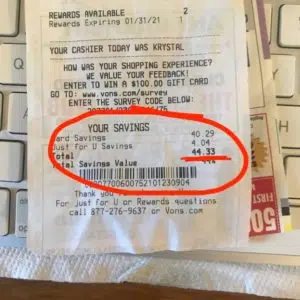 REWARDS AVAILABLE 2
Rewards Expiring 01/31/21 1
YOUR CASHIER TODAY WAS KRYSTAL
HOW WAS YOUR SHOPPING EXPERIENCE?
WE VALUE YOUR FEEDBACK!
ENTER TO WIN A $100.00 GIFT CARD
GO TO: www.vons.com/survey
ENTER THE SURVEY CODE BELOW:
YOUR SAVINGS
Card Savings 40.29
Just for U Savings 4.04
Total 44.33
Total Savings Value
Thank you
For Just for U or Rewards questions
call 877-276-9637 or Vons.com